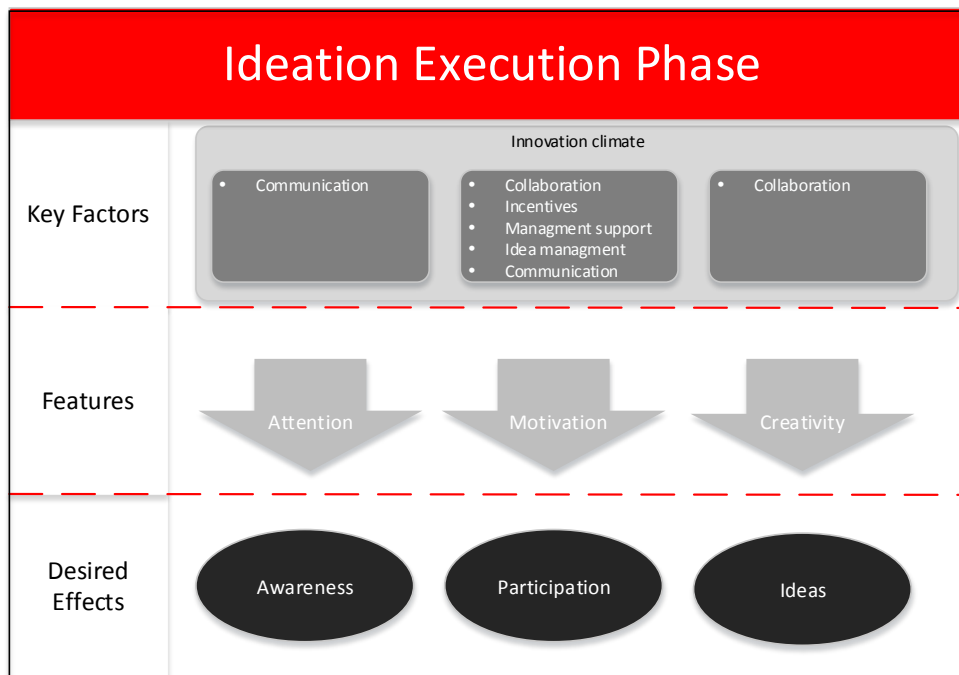 Ideation Execution Phase
Innovation climate
Key Factors
• Communication
• Collaboration
• Incentives
• Managment support
• Idea managment
• Communication
• Collaboration
Features
Attention
Motivation
Creativity
Desired
Effects
Awareness
Participation
Ideas